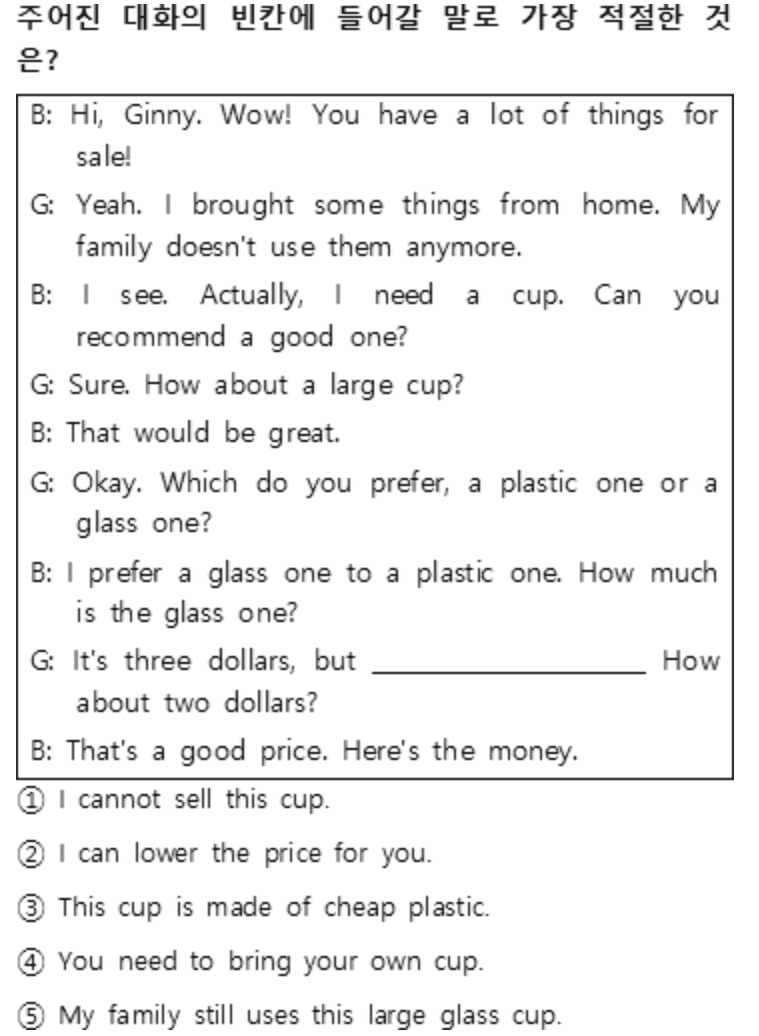 주어진 대화의 빈칸에 들어갈 말로 가장 적절한 것
은?
B: Hi, Ginny. Wow! You have a lot of things for
sale!
G: Yeah. I brought some things from home. My
family doesn't use them anymore.
B: I see. Actually, I need a cup. Can you
recommend a good one?
G: Sure. How about a large cup?
B: That would be great.
G: Okay. Which do you prefer, a plastic one or a
glass one?
B: I prefer a glass one to a plastic one. How much
is the glass one?
G: It's three dollars, but ____________________ How
about two dollars?
B: That's a good price. Here's the money.
① I cannot sell this cup.
② I can lower the price for you.
③ This cup is made of cheap plastic.
④ You need to bring your own cup.
⑤ My family still uses this large glass cup.